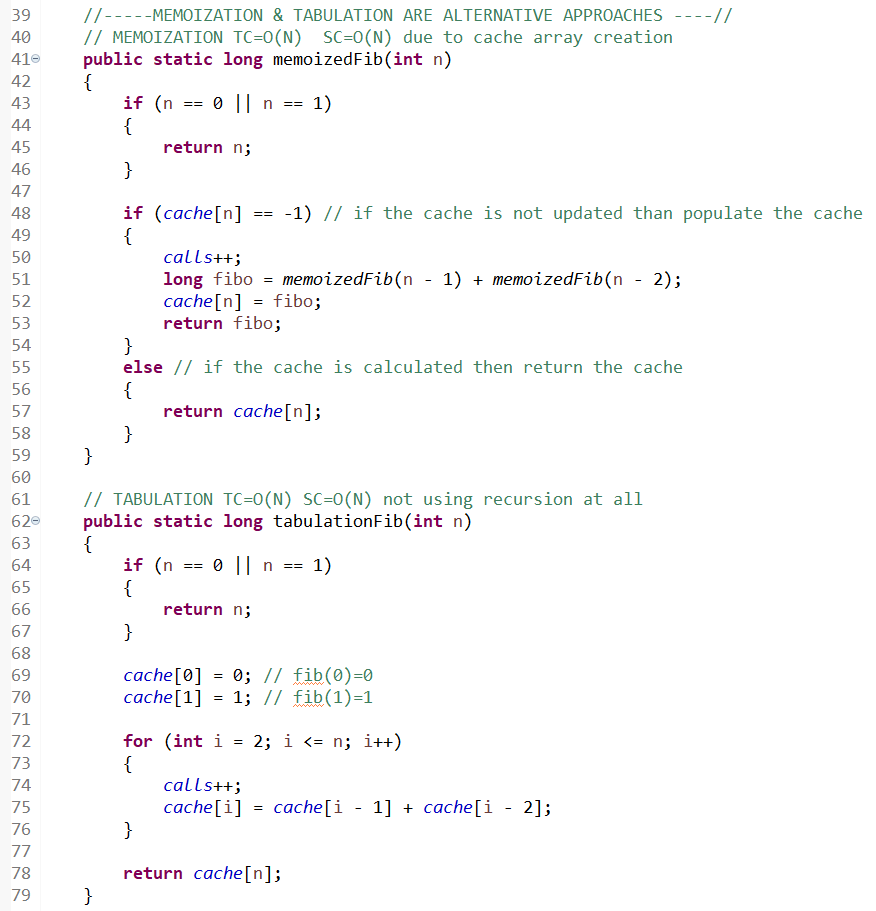 39 //-----MEMOIZATION & TABULATION ARE ALTERNATIVE APPROACHES ----//
40 // MEMOIZATION TC=O(N)  SC=O(N) due to cache array creation
41 public static long memoizedFib(int n)
42 {
43     if (n == 0 || n == 1)
44     {
45         return n;
46     }
47
48     if (cache[n] == -1) // if the cache is not updated than populate the cache
49     {
50         calls++;
51         long fibo = memoizedFib(n - 1) + memoizedFib(n - 2);
52         cache[n] = fibo;
53         return fibo;
54     }
55     else // if the cache is calculated then return the cache
56     {
57         return cache[n];
58     }
59 }
60
61 // TABULATION TC=O(N) SC=O(N) not using recursion at all
62 public static long tabulationFib(int n)
63 {
64     if (n == 0 || n == 1)
65     {
66         return n;
67     }
68
69     cache[0] = 0; // fib(0)=0
70     cache[1] = 1; // fib(1)=1
71
72     for (int i = 2; i <= n; i++)
73     {
74         calls++;
75         cache[i] = cache[i - 1] + cache[i - 2];
76     }
77
78     return cache[n];
79 }